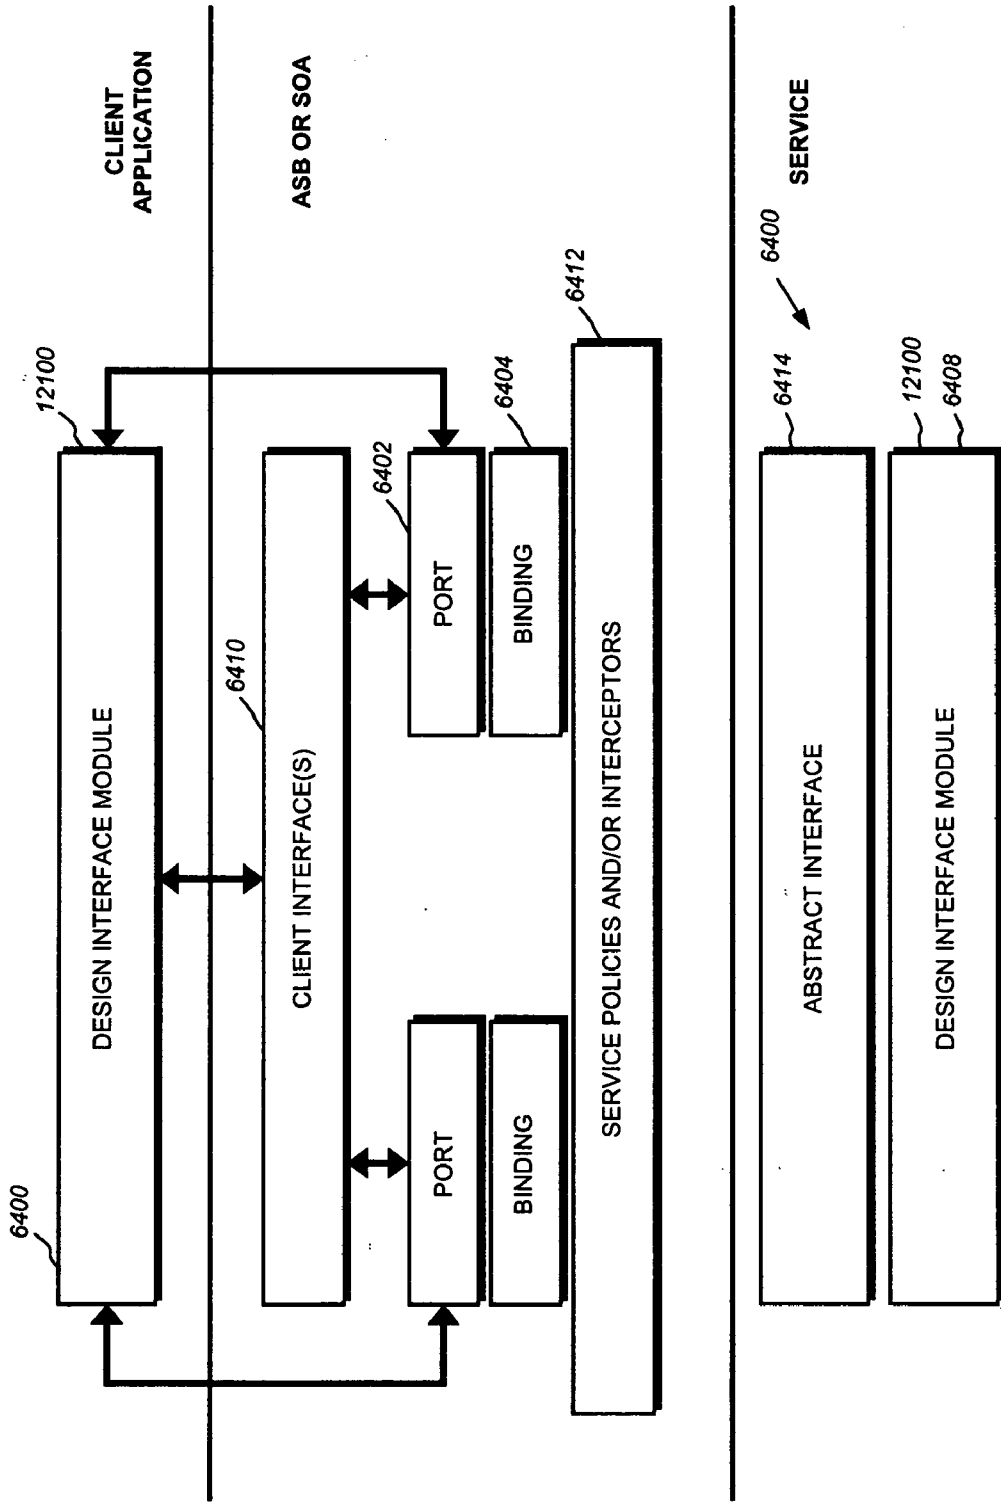 6400
12100
CLIENT
APPLICATION
DESIGN INTERFACE MODULE
6410
ASB OR SOA
CLIENT INTERFACE(S)
6402
PORT
PORT
6404
BINDING
BINDING
6412
SERVICE POLICIES AND/OR INTERCEPTORS
6414
6400
SERVICE
ABSTRACT INTERFACE
12100
6408
DESIGN INTERFACE MODULE